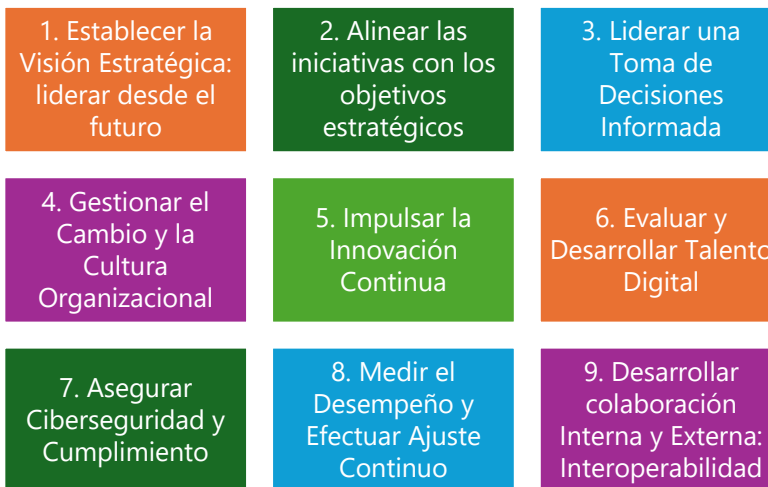 1. Establecer la
Visión Estratégica:
liderar desde el
futuro
2. Alinear las
iniciativas con los
objetivos
estratégicos
3. Liderar una
Toma de
Decisiones
Informada
4. Gestionar el
Cambio y la
Cultura
Organizacional
5. Impulsar la
Innovación
Continua
6. Evaluar y
Desarrollar Talento
Digital
7. Asegurar
Ciberseguridad y
Cumplimiento
8. Medir el
Desempeño y
Efectuar Ajuste
Continuo
9. Desarrollar
colaboración
Interna y Externa:
Interoperabilidad